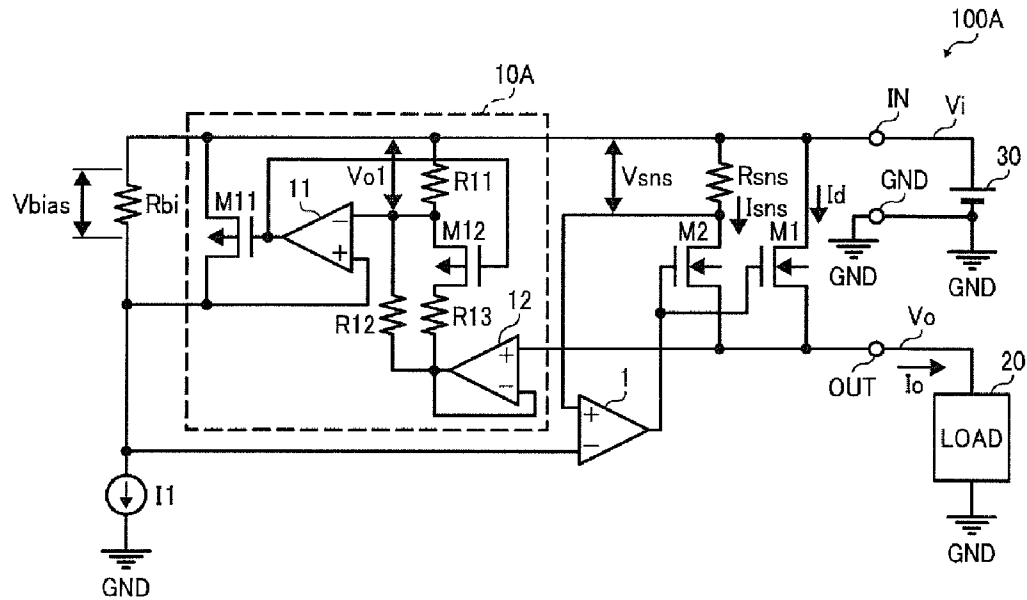 100A
10A
IN
Vi
Vo1
R11
Vsns
Rsns
GND
30
Vbias
Rbi
M11
11
−
+
M12
Isns
Id
M2
M1
GND
GND
R12
R13
12
+
−
Vo
OUT
Io
20
1
+
−
LOAD
I1
GND
GND